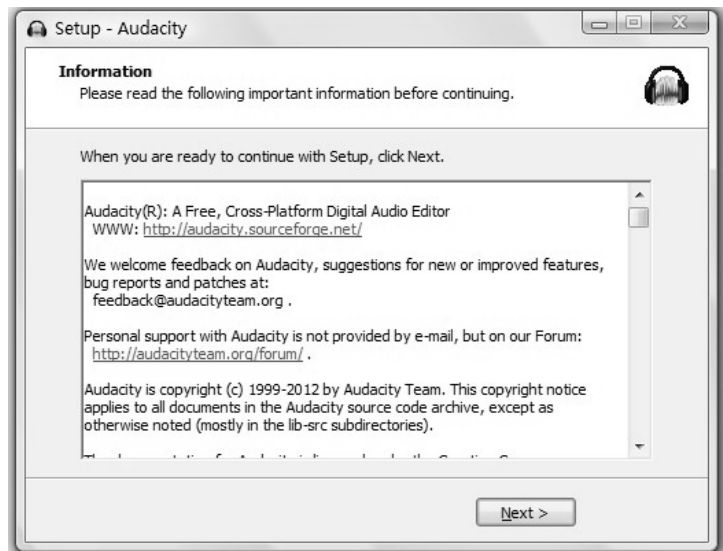 Setup - Audacity
Information
Please read the following important information before continuing.
When you are ready to continue with Setup, click Next.
Audacity(R): A Free, Cross-Platform Digital Audio Editor
WWW: http://audacity.sourceforge.net/
We welcome feedback on Audacity, suggestions for new or improved features,
bug reports and patches at:
feedback@audacityteam.org .
Personal support with Audacity is not provided by e-mail, but on our Forum:
http://audacityteam.org/forum/ .
Audacity is copyright (c) 1999-2012 by Audacity Team. This copyright notice
applies to all documents in the Audacity source code archive, except as
otherwise noted (mostly in the lib-src subdirectories).
Next >